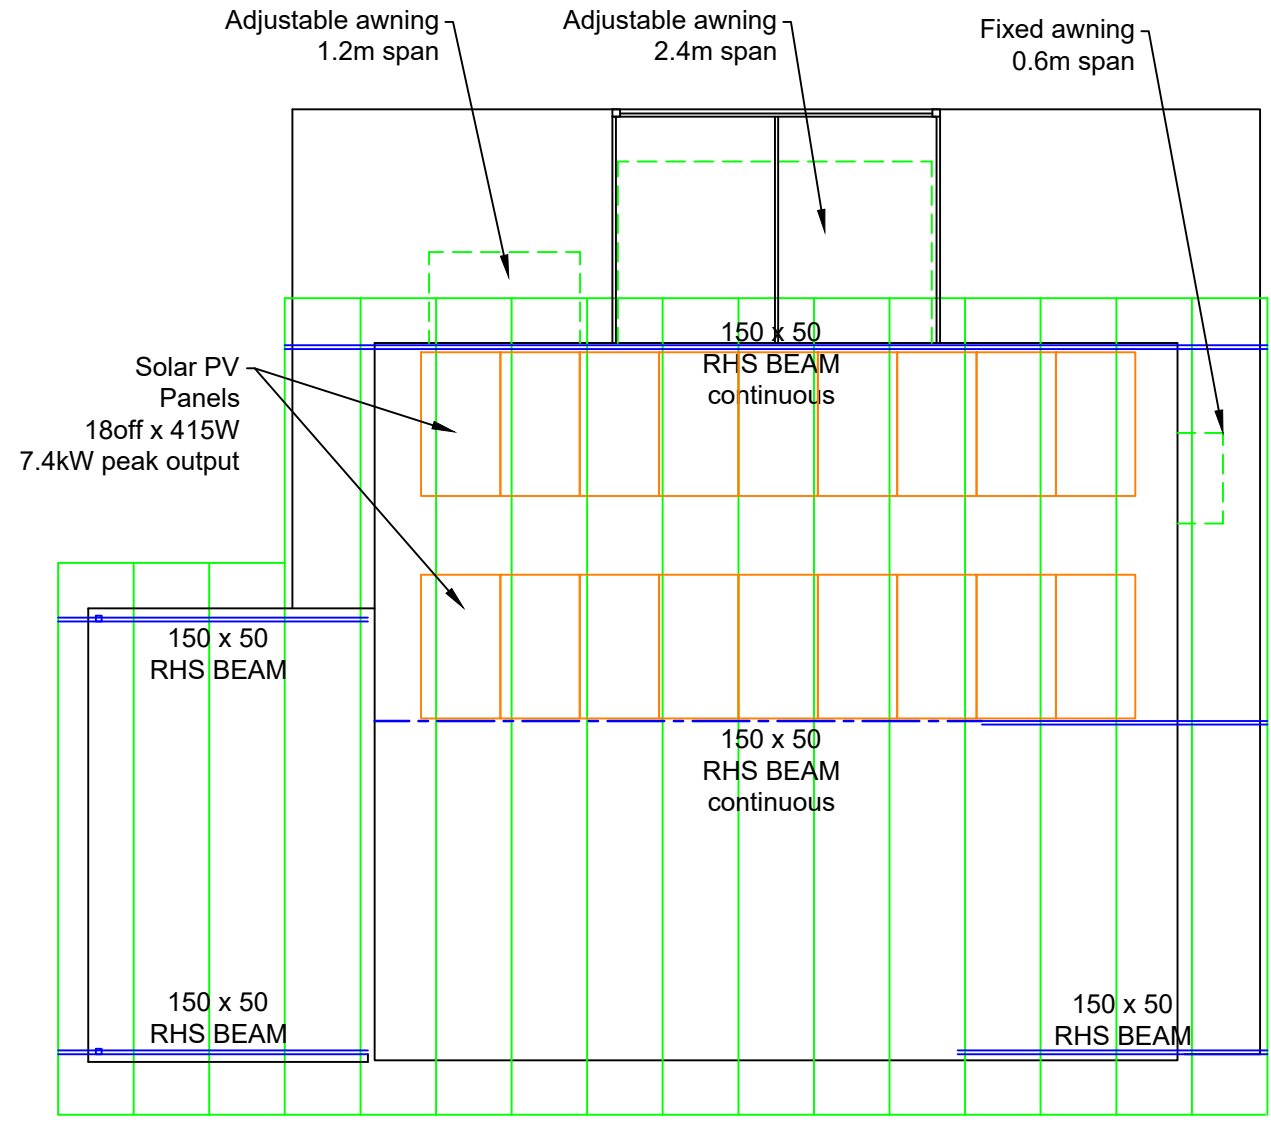 Adjustable awning
1.2m span
Adjustable awning
2.4m span
Fixed awning
0.6m span
150 x 50
RHS BEAM
continuous
Solar PV
Panels
18off x 415W
7.4kW peak output
150 x 50
RHS BEAM
150 x 50
RHS BEAM
continuous
150 x 50
RHS BEAM
150 x 50
RHS BEAM